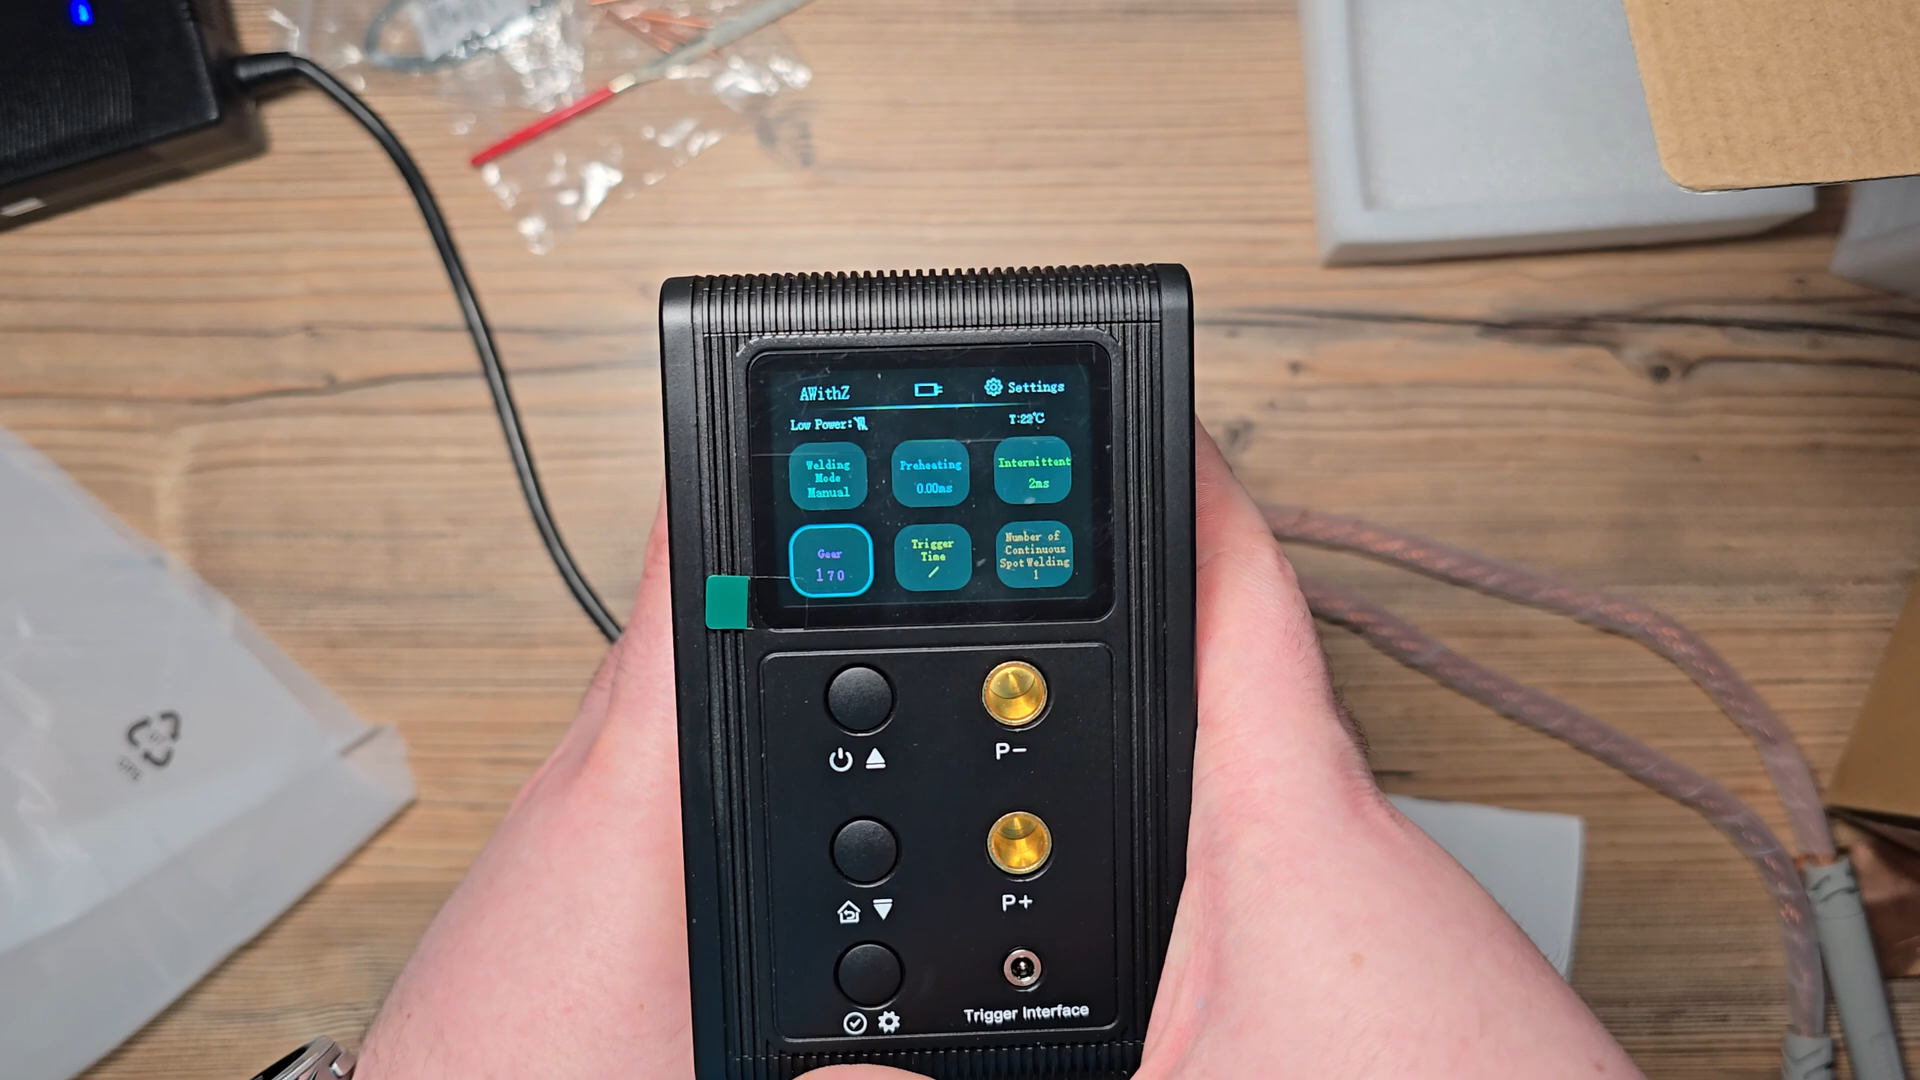 AWithZ
Settings
Low Power:
T:22℃
Welding
Mode
Manual
Preheating
0.00ms
Intermittent
2ms
Gear
170
Trigger
Time
/
Number of
Continuous
Spot Welding
1
P-
P+
Trigger Interface